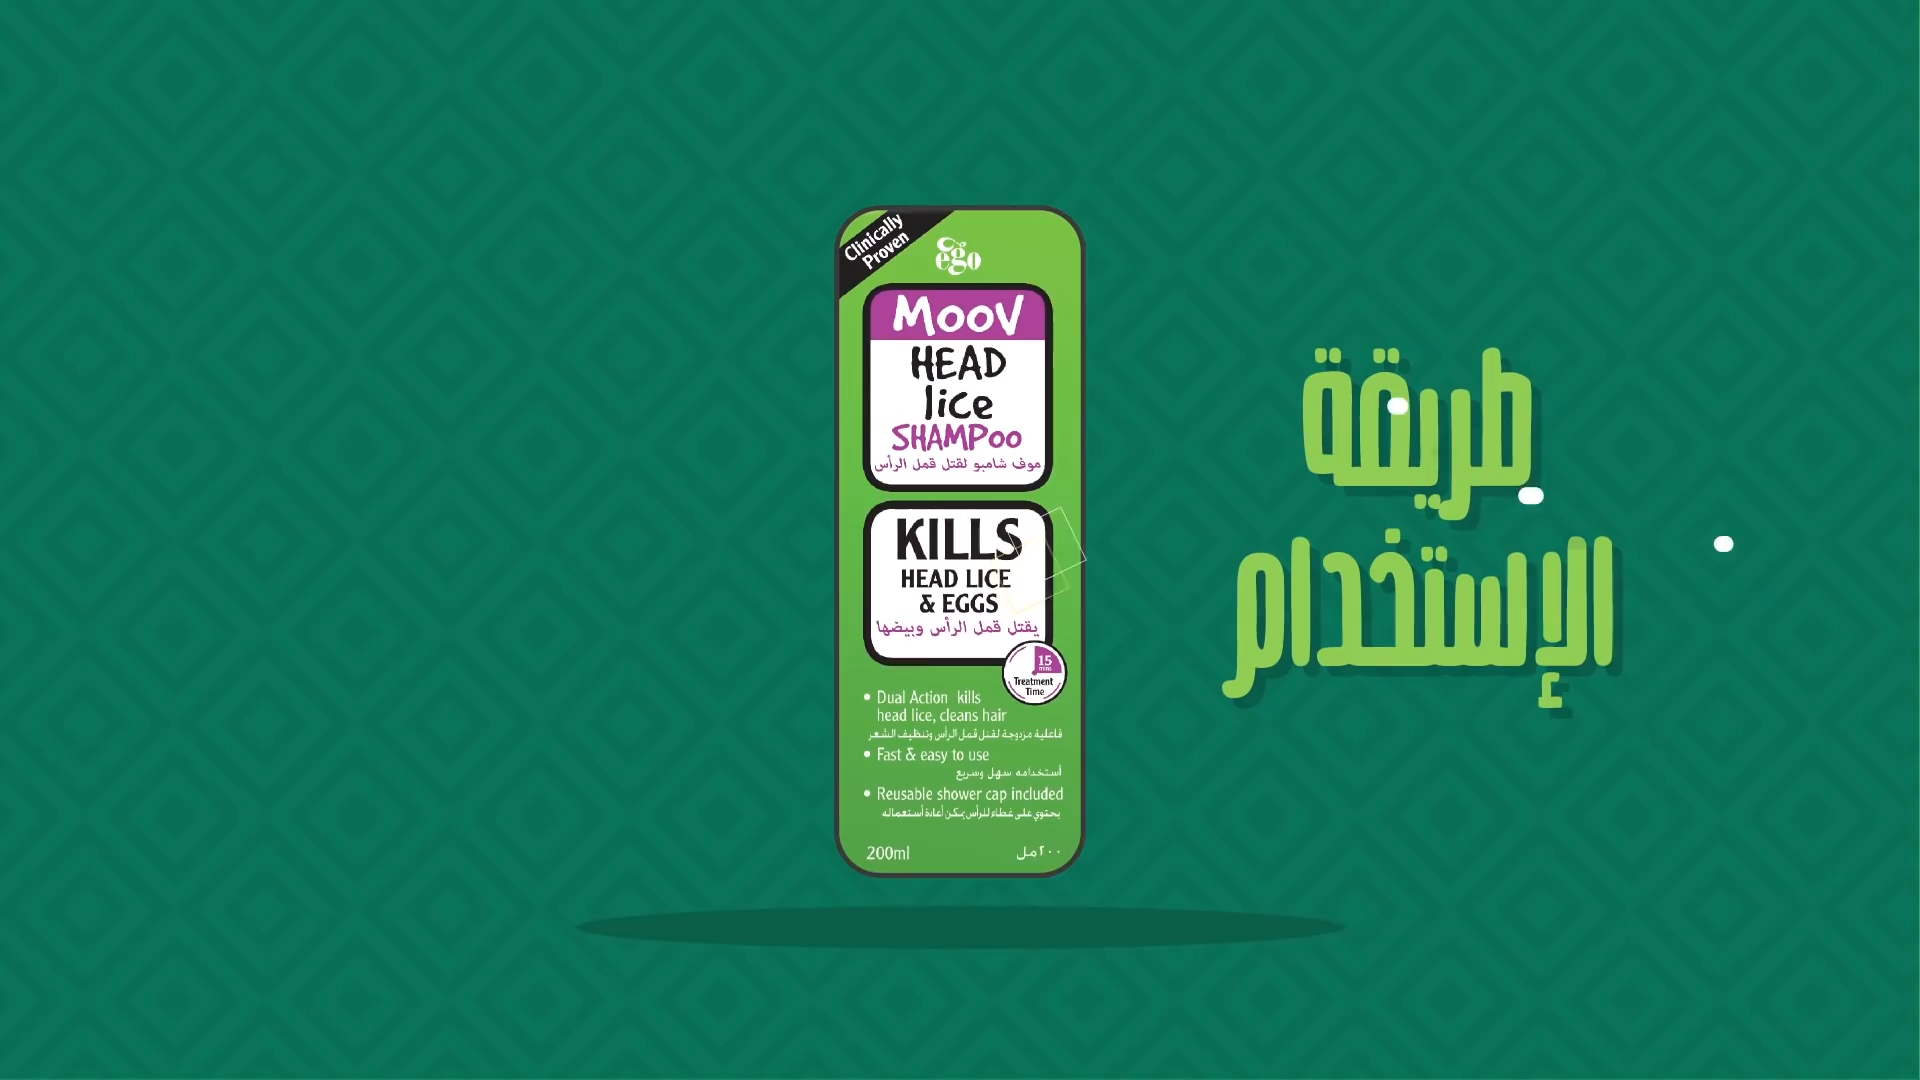 Clinically
Proven
ego
Moov
HEAD
lice
SHAMPoo
موف شامبو لقتل قمل الرأس
KILLS
HEAD LICE
& EGGS
يقتل قمل الرأس وبيضها
15
mins
Treatment
Time
• Dual Action kills
head lice, cleans hair
فاعلية مزدوجة لقتل قمل الرأس وتنظيف الشعر
• Fast & easy to use
أستخدامه سهل وسريع
• Reusable shower cap included
يحتوي على غطاء للرأس يمكن أعادة أستعماله
200ml
٢٠٠مل
طريقة
الإستخدام